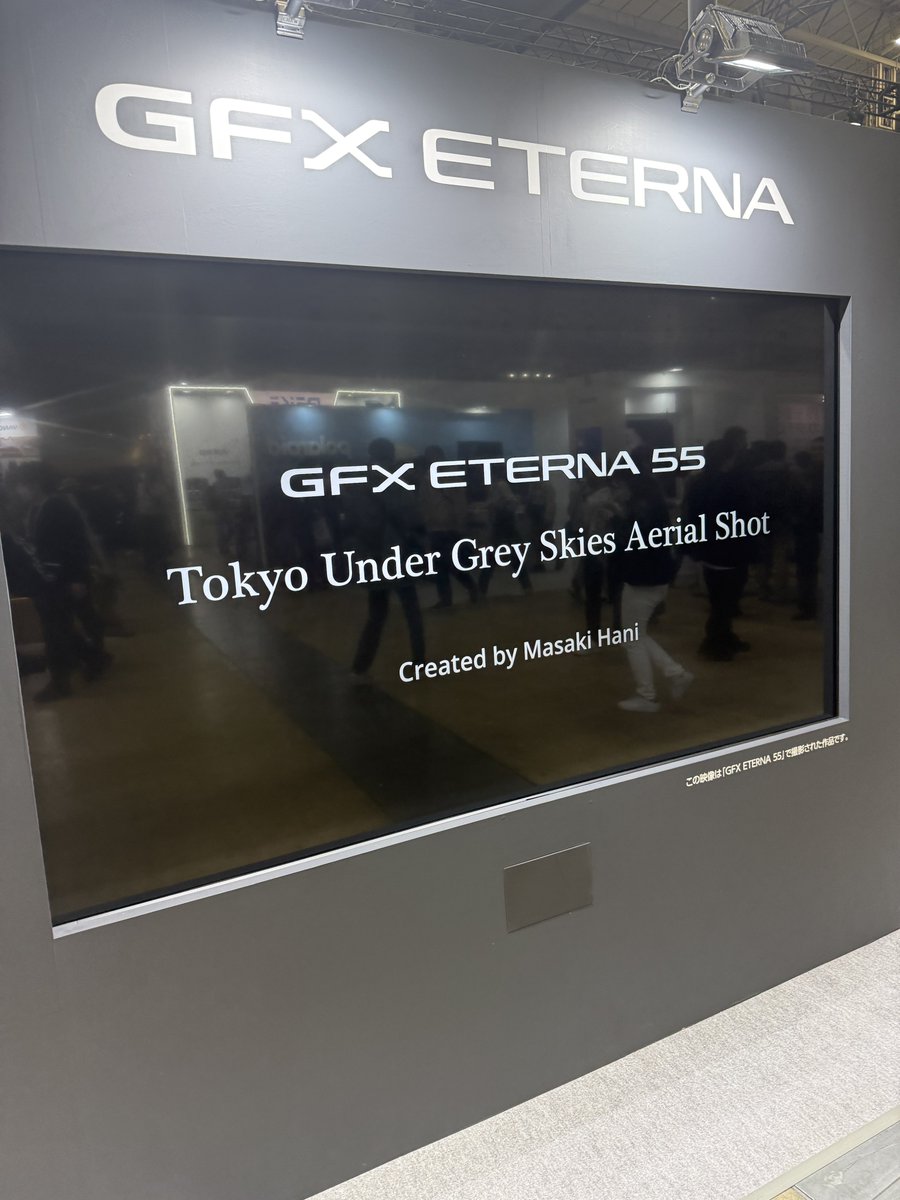 GFX ETERNA
GFX ETERNA 55
Tokyo Under Grey Skies Aerial Shot
Created by Masaki Hani
この映像は「GFX ETERNA 55」で撮影された作品です。